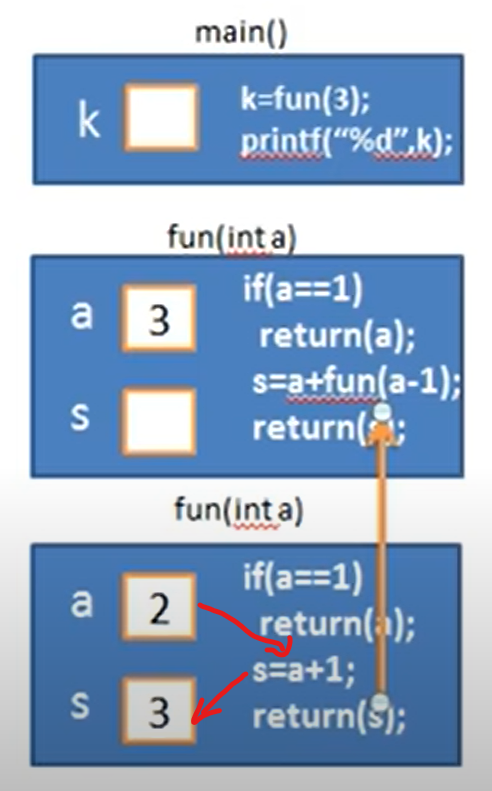 main()
k
k=fun(3);
printf(“%d”,k);
fun(int a)
a
3
if(a==1)
return(a);
s
s=a+fun(a-1);
return(s);
fun(int a)
a
2
if(a==1)
return(a);
s=a+1;
s
3
return(s);